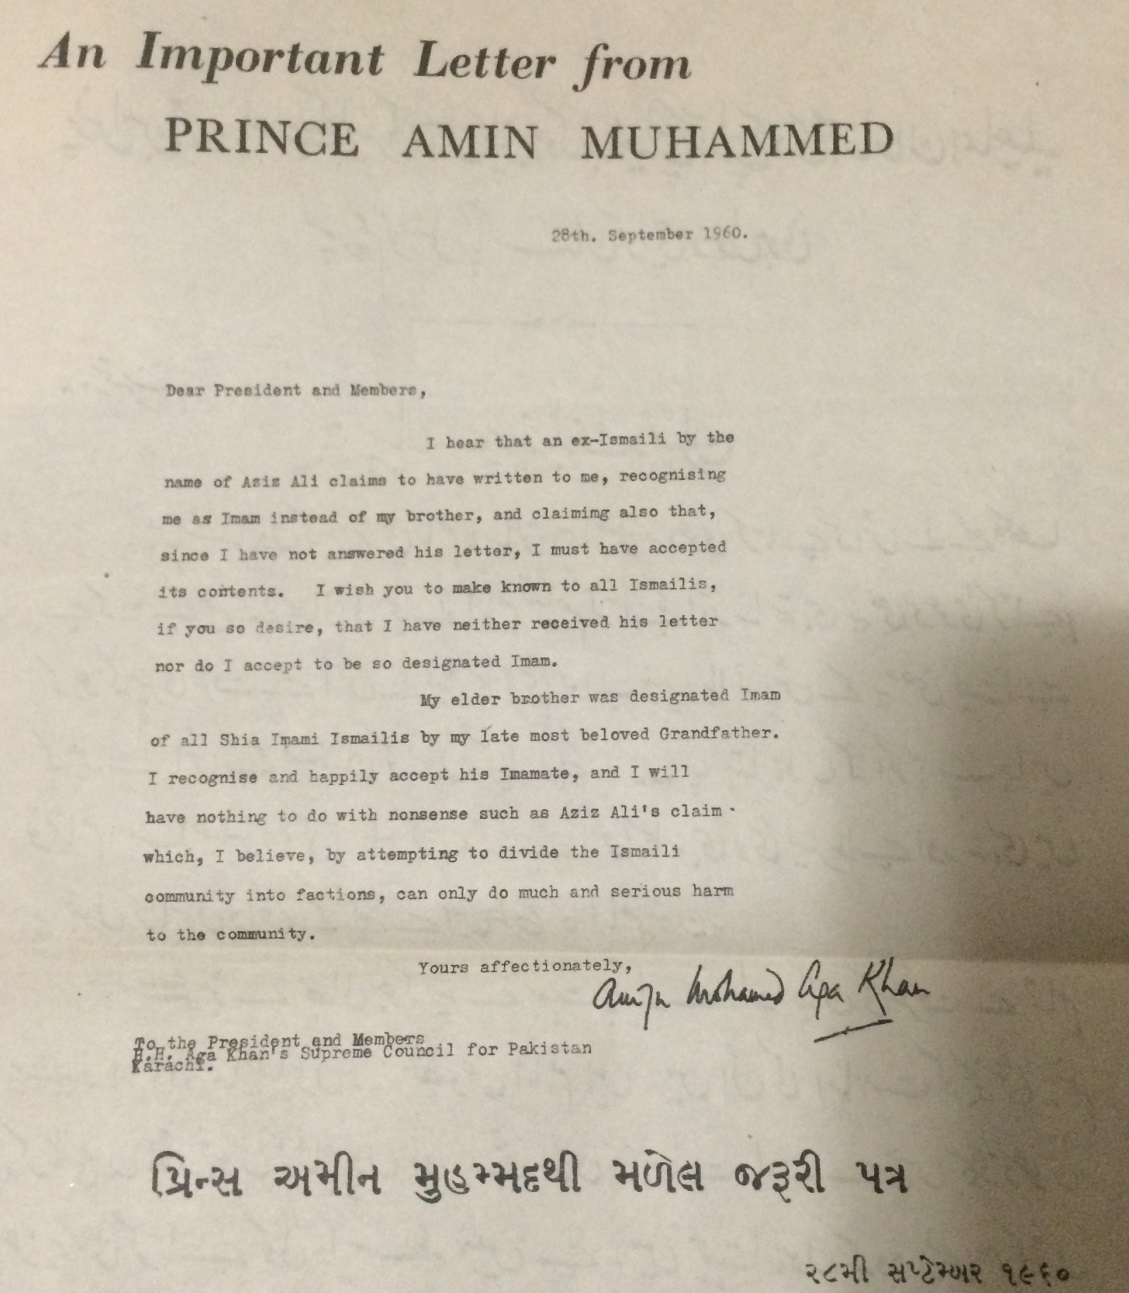 An Important Letter from
PRINCE AMIN MUHAMMED
28th. September 1960.
Dear President and Members,
I hear that an ex-Ismaili by the
name of Aziz Ali claims to have written to me, recognising
me as Imam instead of my brother, and claimimg also that,
since I have not answered his letter, I must have accepted
its contents. I wish you to make known to all Ismailis,
if you so desire, that I have neither received his letter
nor do I accept to be so designated Imam.
My elder brother was designated Imam
of all Shia Imami Ismailis by my late most beloved Grandfather.
I recognise and happily accept his Imamate, and I will
have nothing to do with nonsense such as Aziz Ali's claim
which, I believe, by attempting to divide the Ismaili
community into factions, can only do much and serious harm
to the community.
Yours affectionately,
Amyn Mohamed Aga Khan
To the President and Members
H.H. Aga Khan's Supreme Council for Pakistan
Karachi.
પ્રિન્સ અમીન મુહમ્મદથી મળેલ જરૂરી પત્ર
૨૮મી સપ્ટેમ્બર ૧૯૬૦